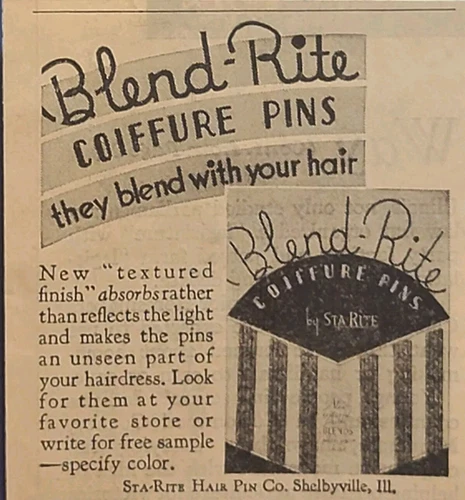 Blend-Rite
COIFFURE PINS
they blend with your hair
New "textured
finish" absorbs rather
than reflects the light
and makes the pins
an unseen part of
your hairdress. Look
for them at your
favorite store or
write for free sample
—specify color.
Blend-Rite
COIFFURE PINS
by STA-RITE
BLENDS
STA-RITE HAIR PIN CO. Shelbyville, Ill.